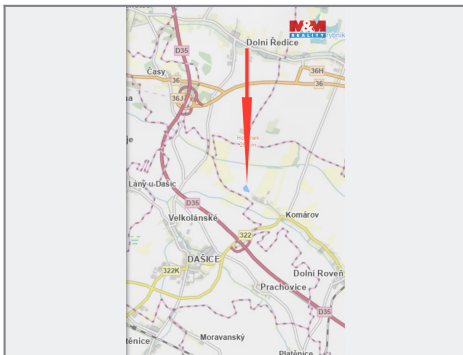 M&M
REALITY
D35
Dolní Ředice
36H
36
Časy
36
36J
Lány u Dašic
D35
Velkolánské
Komárov
322
DAŠICE
322K
Dolní Roveň
Prachovice
D35
Moravanský
Platěnice